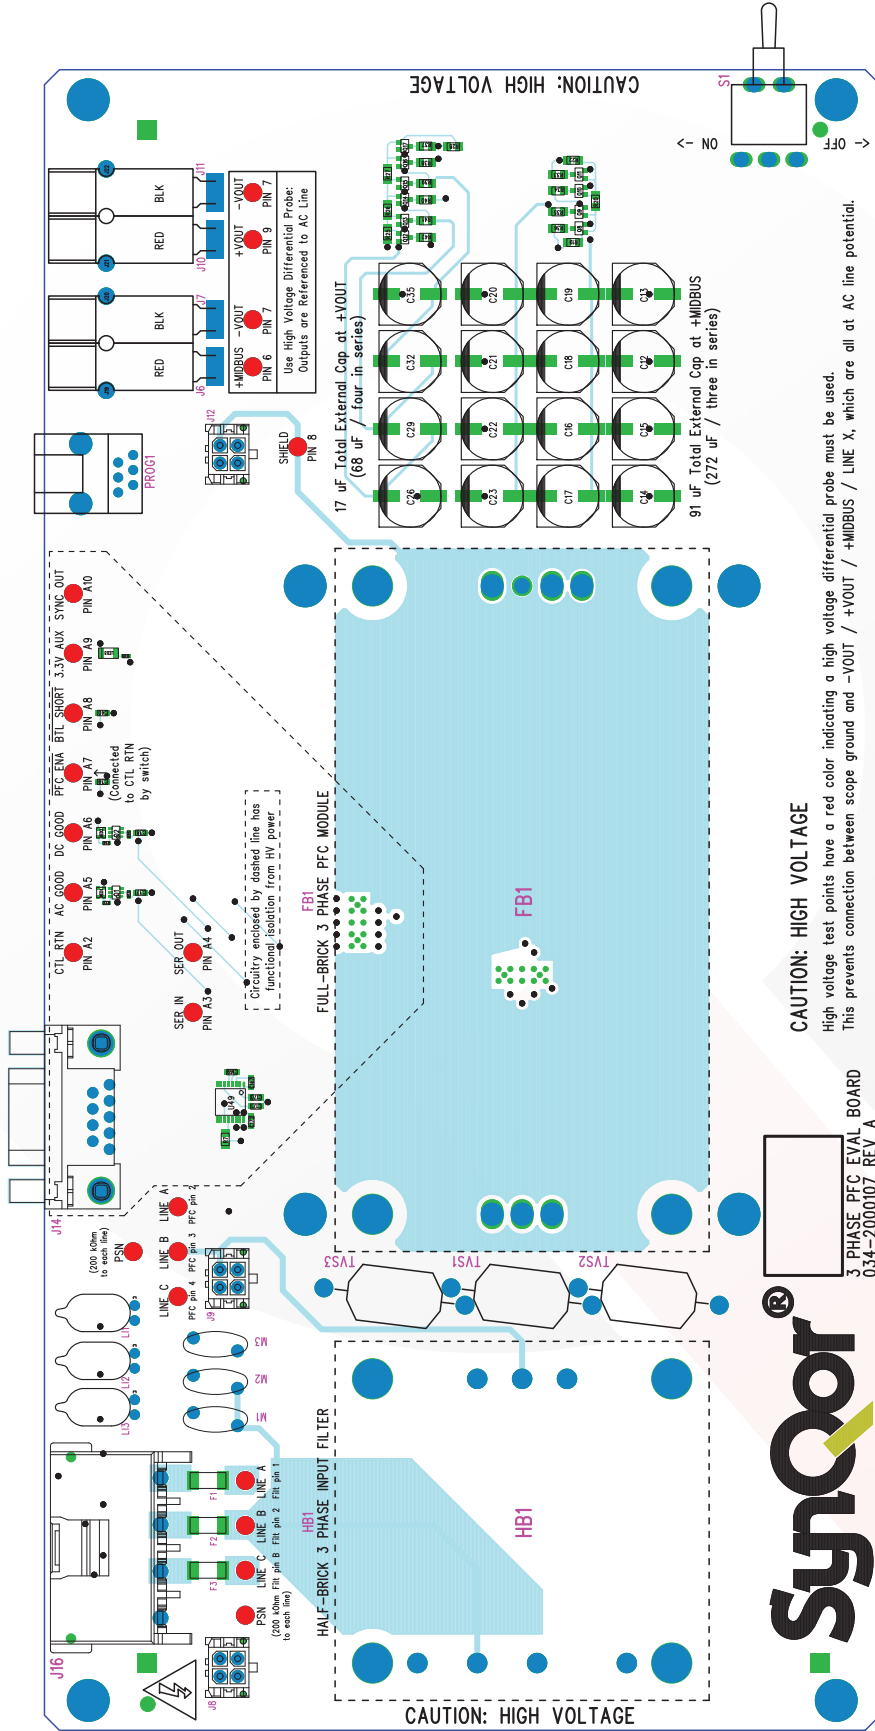 CAUTION: HIGH VOLTAGE
S1
<- ON
OFF ->
J22
J11
BLK
-VOUT
PIN 7
RED
+VOUT
PIN 9
J21
J10
Use High Voltage Differential Probe:
Outputs are Referenced to AC Line
J20
J7
BLK
-VOUT
PIN 7
RED
+MIDBUS
PIN 6
J6
J12
SHIELD
PIN 8
PROG1
C35
C20
C19
C13
C32
C21
C18
C12
C29
C22
C16
C15
C26
C23
C17
C14
17 uF Total External Cap at +VOUT
(68 uF / four in series)
91 uF Total External Cap at +MIDBUS
(272 uF / three in series)
SYNC OUT
PIN A10
3.3V AUX
PIN A9
BTL SHORT
PIN A8
PFC ENA
PIN A7
(Connected
to CTL RTN
by switch)
DC GOOD
PIN A6
AC GOOD
PIN A5
CTL RTN
PIN A2
SER OUT
PIN A4
SER IN
PIN A3
Circuitry enclosed by dashed line has
functional isolation from HV power
FB1
FULL-BRICK 3 PHASE PFC MODULE
FB1
U49
CAUTION: HIGH VOLTAGE
High voltage test points have a red color indicating a high voltage differential probe must be used.
This prevents connection between scope ground and -VOUT / +VOUT / +MIDBUS / LINE X, which are all at AC line potential.
J14
LINE A
PFC pin 2
LINE B
PFC pin 3
LINE C
PFC pin 4
PSN
(200 kOhm
to each line)
J9
TVS3
TVS1
TVS2
LI1
LI2
LI3
M3
M2
M1
3 PHASE PFC EVAL BOARD
034-2000107 REV A
SynQor®
J16
F1
LINE A
Filt pin 1
F2
LINE B
Filt pin 2
F3
LINE C
Filt pin B
PSN
(200 kOhm
to each line)
HB1
HALF-BRICK 3 PHASE INPUT FILTER
HB1
J8
CAUTION: HIGH VOLTAGE